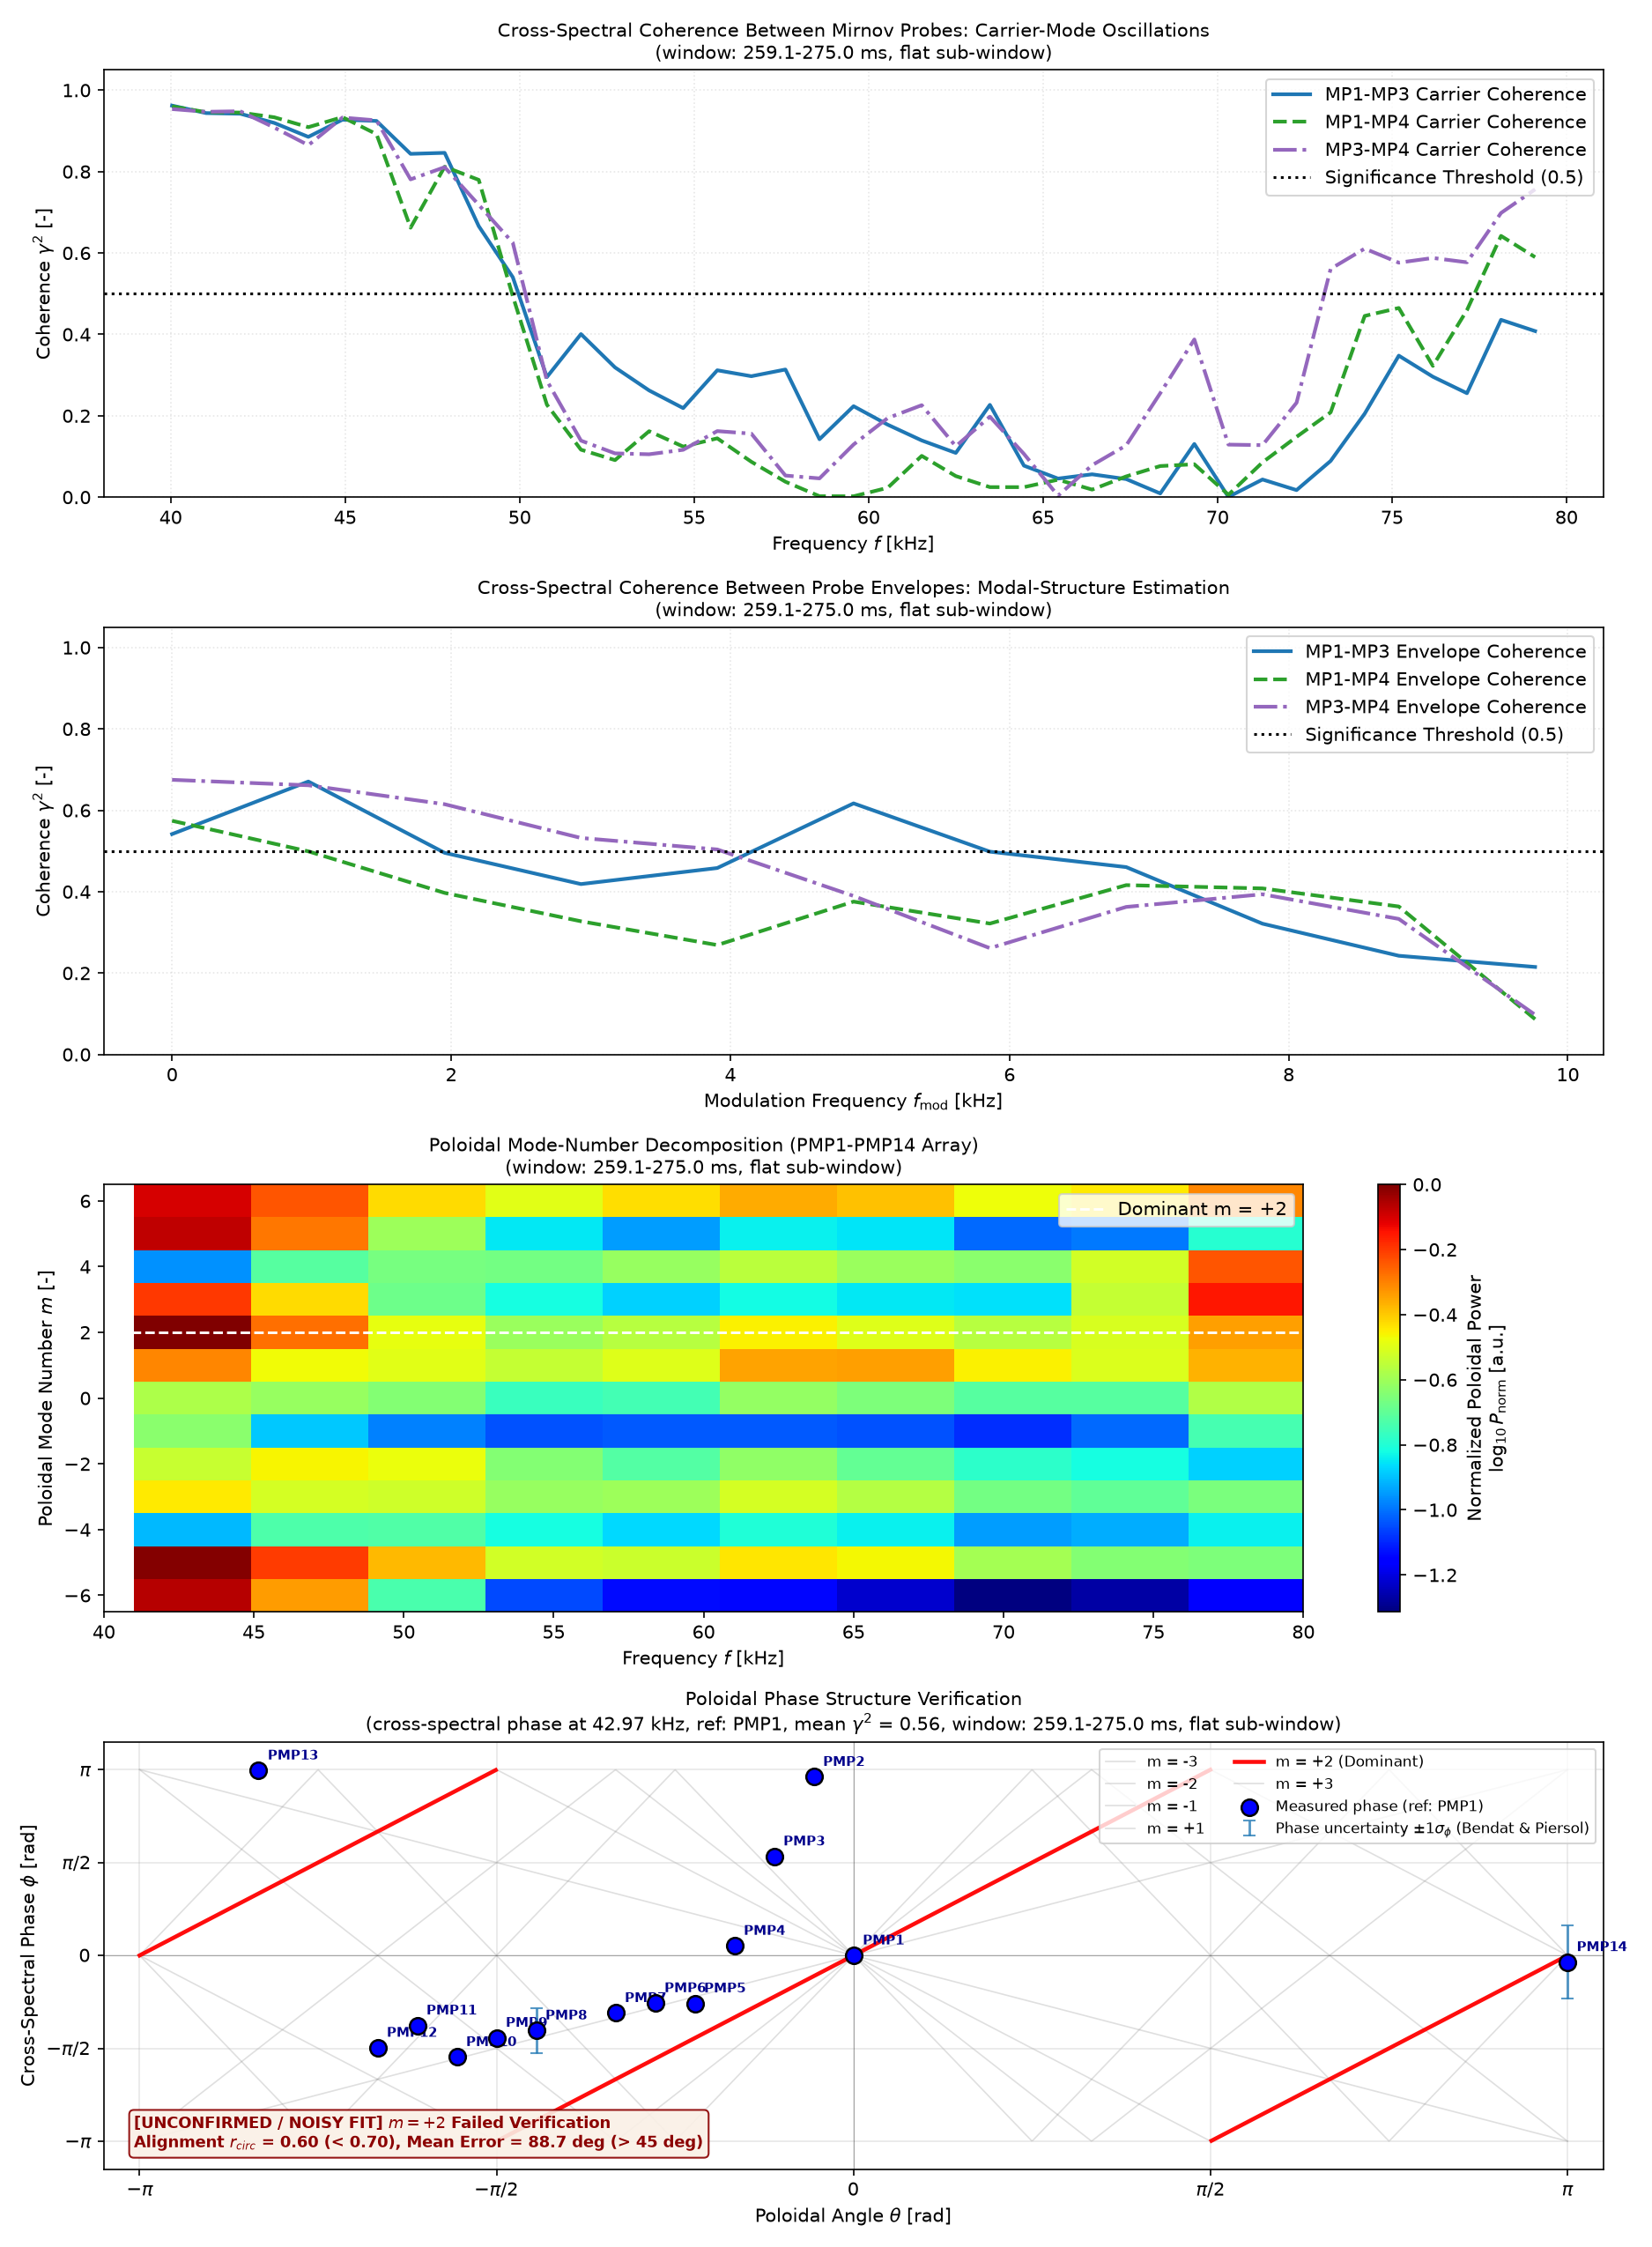 Cross-Spectral Coherence Between Mirnov Probes: Carrier-Mode Oscillations
(window: 259.1-275.0 ms, flat sub-window)
Coherence γ² [-]
1.0
0.8
0.6
0.4
0.2
0.0
MP1-MP3 Carrier Coherence
MP1-MP4 Carrier Coherence
MP3-MP4 Carrier Coherence
Significance Threshold (0.5)
40 45 50 55 60 65 70 75 80
Frequency f [kHz]
Cross-Spectral Coherence Between Probe Envelopes: Modal-Structure Estimation
(window: 259.1-275.0 ms, flat sub-window)
Coherence γ² [-]
1.0
0.8
0.6
0.4
0.2
0.0
MP1-MP3 Envelope Coherence
MP1-MP4 Envelope Coherence
MP3-MP4 Envelope Coherence
Significance Threshold (0.5)
0 2 4 6 8 10
Modulation Frequency f_mod [kHz]
Poloidal Mode-Number Decomposition (PMP1-PMP14 Array)
(window: 259.1-275.0 ms, flat sub-window)
Poloidal Mode Number m [-]
6
4
2
0
−2
−4
−6
Dominant m = +2
40 45 50 55 60 65 70 75 80
Frequency f [kHz]
0.0
−0.2
−0.4
−0.6
−0.8
−1.0
−1.2
Normalized Poloidal Power
log₁₀ P_norm [a.u.]
Poloidal Phase Structure Verification
(cross-spectral phase at 42.97 kHz, ref: PMP1, mean γ² = 0.56, window: 259.1-275.0 ms, flat sub-window)
Cross-Spectral Phase ϕ [rad]
π
π/2
0
−π/2
−π
m = -3
m = -2
m = -1
m = +1
m = +2 (Dominant)
m = +3
Measured phase (ref: PMP1)
Phase uncertainty ±1σ_ϕ (Bendat & Piersol)
PMP13
PMP2
PMP3
PMP4
PMP1
PMP14
PMP6
PMP5
PMP7
PMP8
PMP9
PMP11
PMP12
PMP10
[UNCONFIRMED / NOISY FIT] m = +2 Failed Verification
Alignment r_circ = 0.60 (< 0.70), Mean Error = 88.7 deg (> 45 deg)
−π −π/2 0 π/2 π
Poloidal Angle θ [rad]